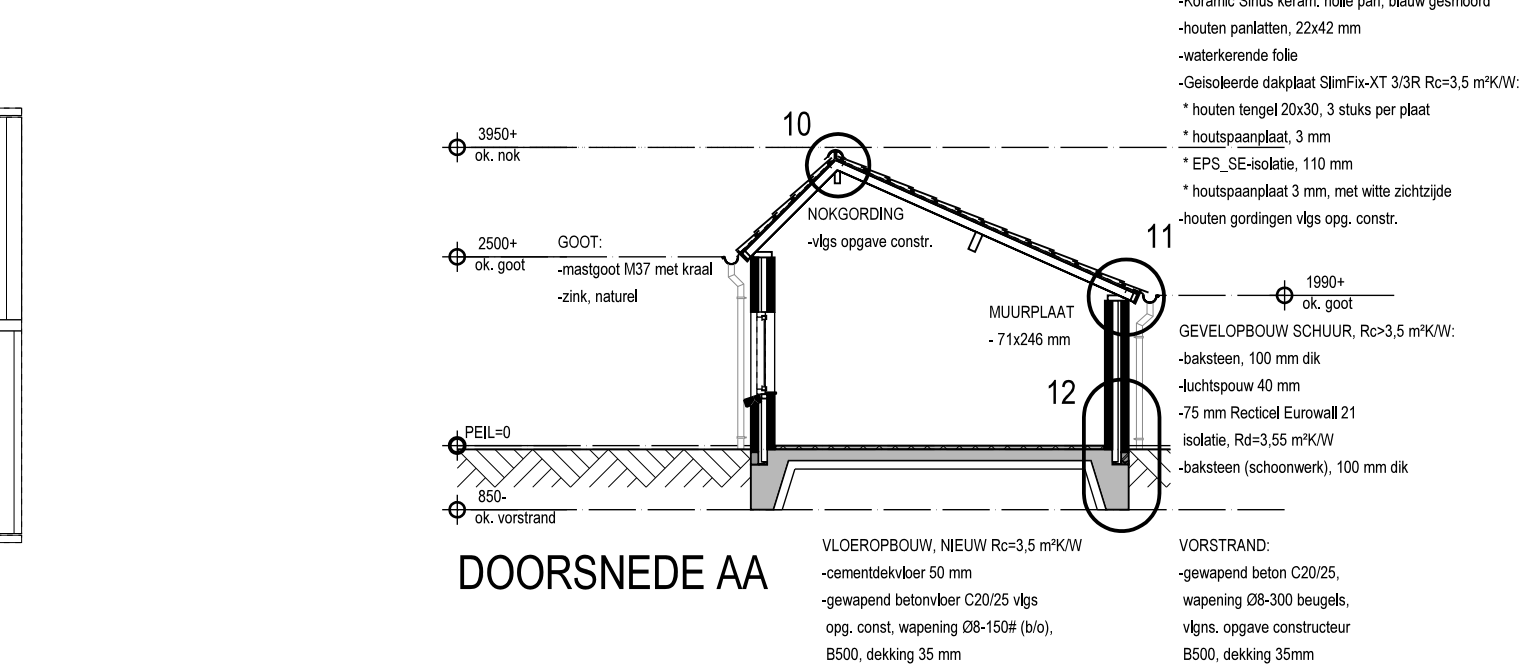 -Koramic Sinus keram. holle pan, blauw gesmoord
-houten panlatten, 22x42 mm
-waterkerende folie
-Geisoleerde dakplaat SlimFix-XT 3/3R Rc=3,5 m²K/W:
* houten tengel 20x30, 3 stuks per plaat
* houtspaanplaat, 3 mm
* EPS_SE-isolatie, 110 mm
* houtspaanplaat 3 mm, met witte zichtzijde
-houten gordingen vlgs opg. constr.
3950+
ok. nok
10
NOKGORDING
-vlgs opgave constr.
2500+
ok. goot
GOOT:
-mastgoot M37 met kraal
-zink, naturel
11
1990+
ok. goot
MUURPLAAT
- 71x246 mm
GEVELOPBOUW SCHUUR, Rc>3,5 m²K/W:
-baksteen, 100 mm dik
-luchtspouw 40 mm
-75 mm Recticel Eurowall 21
isolatie, Rd=3,55 m²K/W
-baksteen (schoonwerk), 100 mm dik
12
PEIL=0
850-
ok. vorstrand
DOORSNEDE AA
VLOEROPBOUW, NIEUW Rc=3,5 m²K/W
-cementdekvloer 50 mm
-gewapend betonvloer C20/25 vlgs
opg. const, wapening Ø8-150# (b/o),
B500, dekking 35 mm
VORSTRAND:
-gewapend beton C20/25,
wapening Ø8-300 beugels,
vlgns. opgave constructeur
B500, dekking 35mm